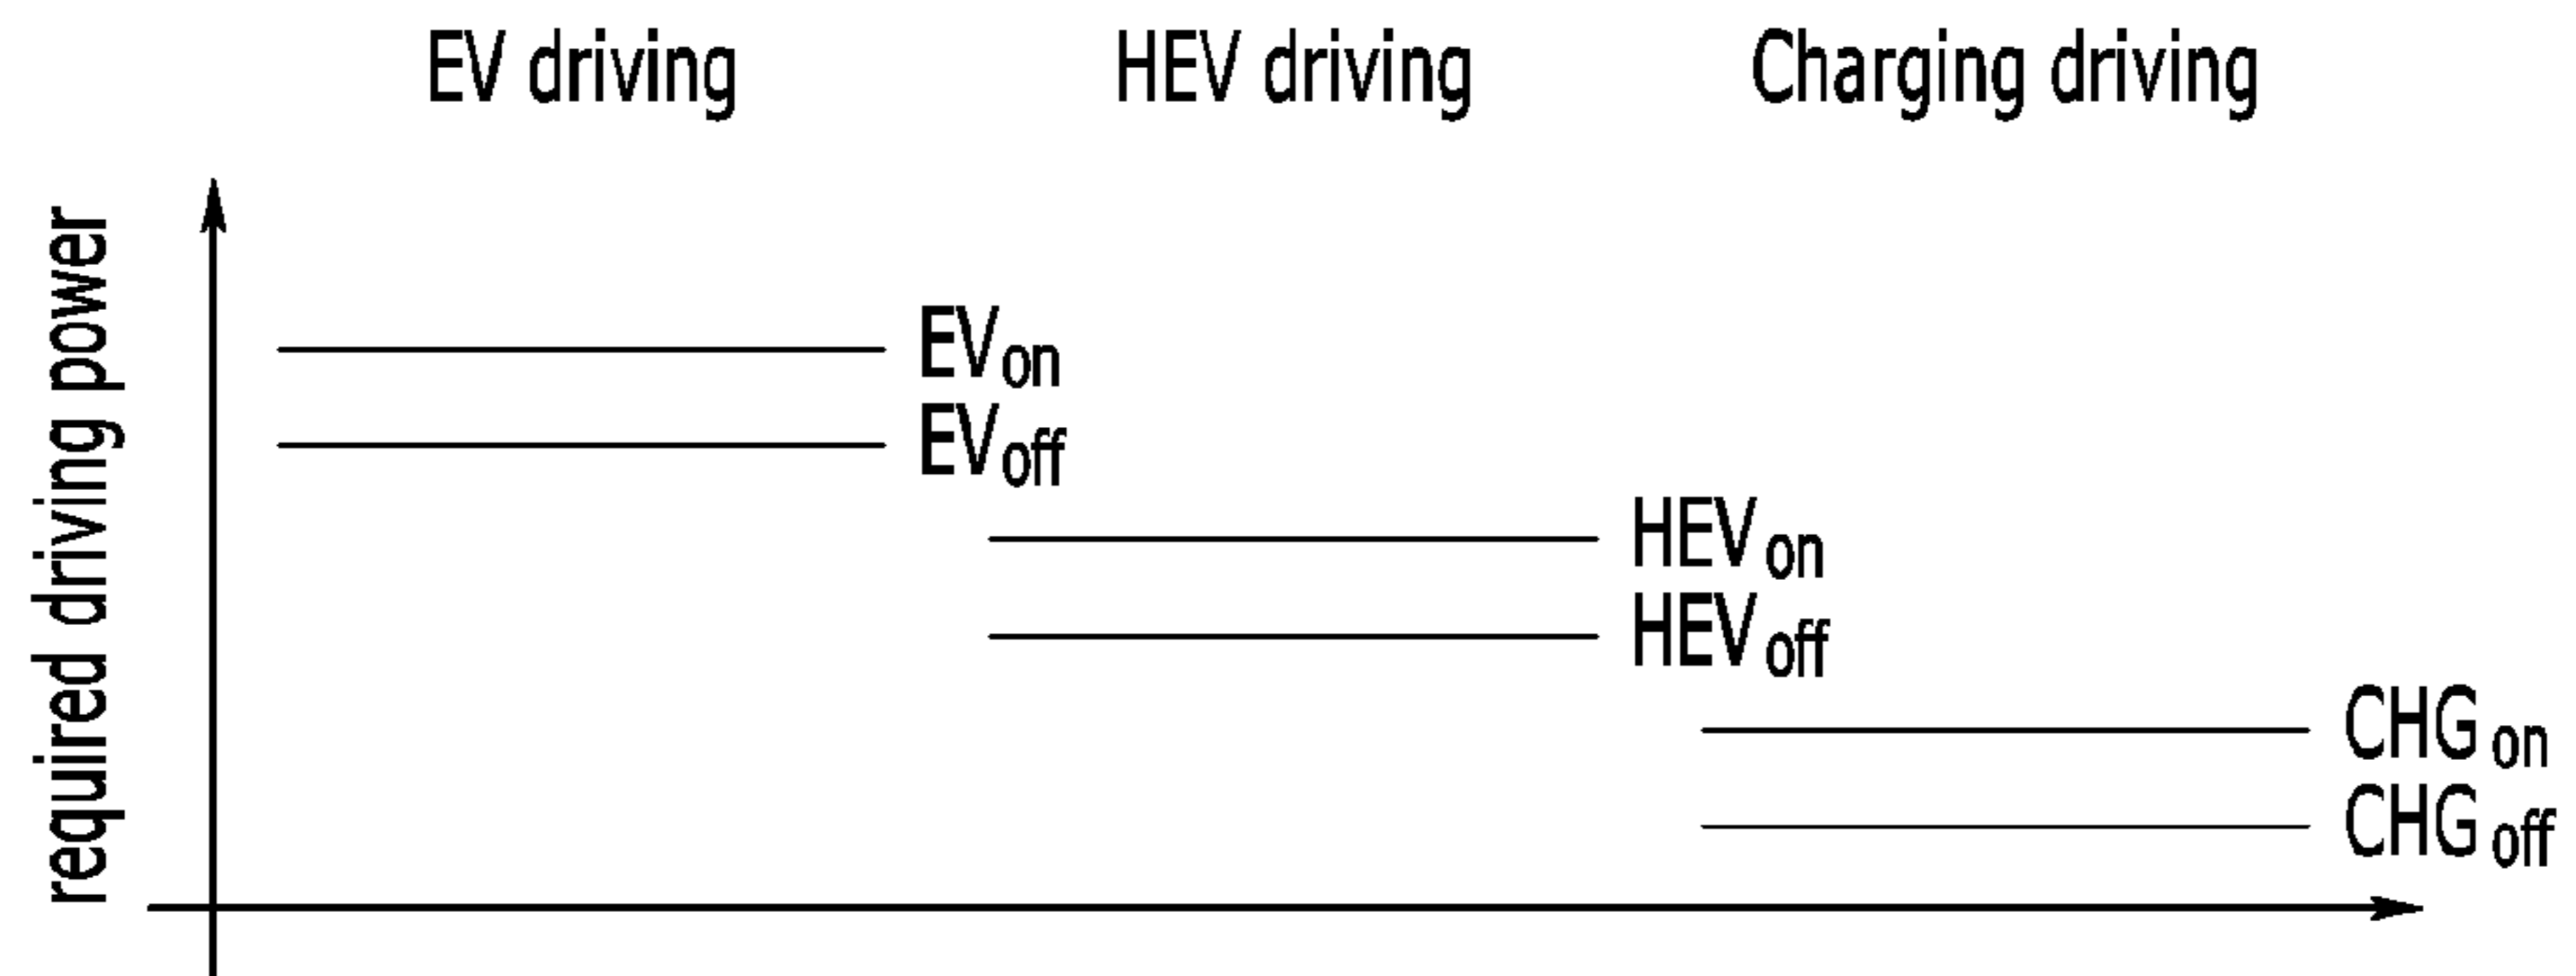 EV driving
HEV driving
Charging driving
required driving power
EVon
EVoff
HEVon
HEVoff
CHGon
CHGoff